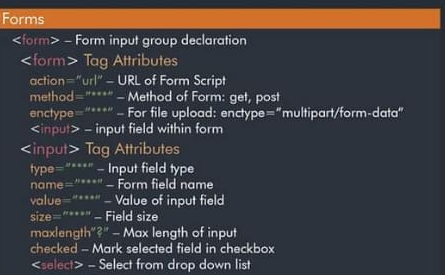 Forms
<form> – Form input group declaration
<form> Tag Attributes
action="url" – URL of Form Script
method="***" – Method of Form: get, post
enctype="***" – For file upload: enctype="multipart/form-data"
<input> – input field within form
<input> Tag Attributes
type="***" – Input field type
name="***" – Form field name
value="***" – Value of input field
size="***" – Field size
maxlength"?" – Max length of input
checked – Mark selected field in checkbox
<select> – Select from drop down list